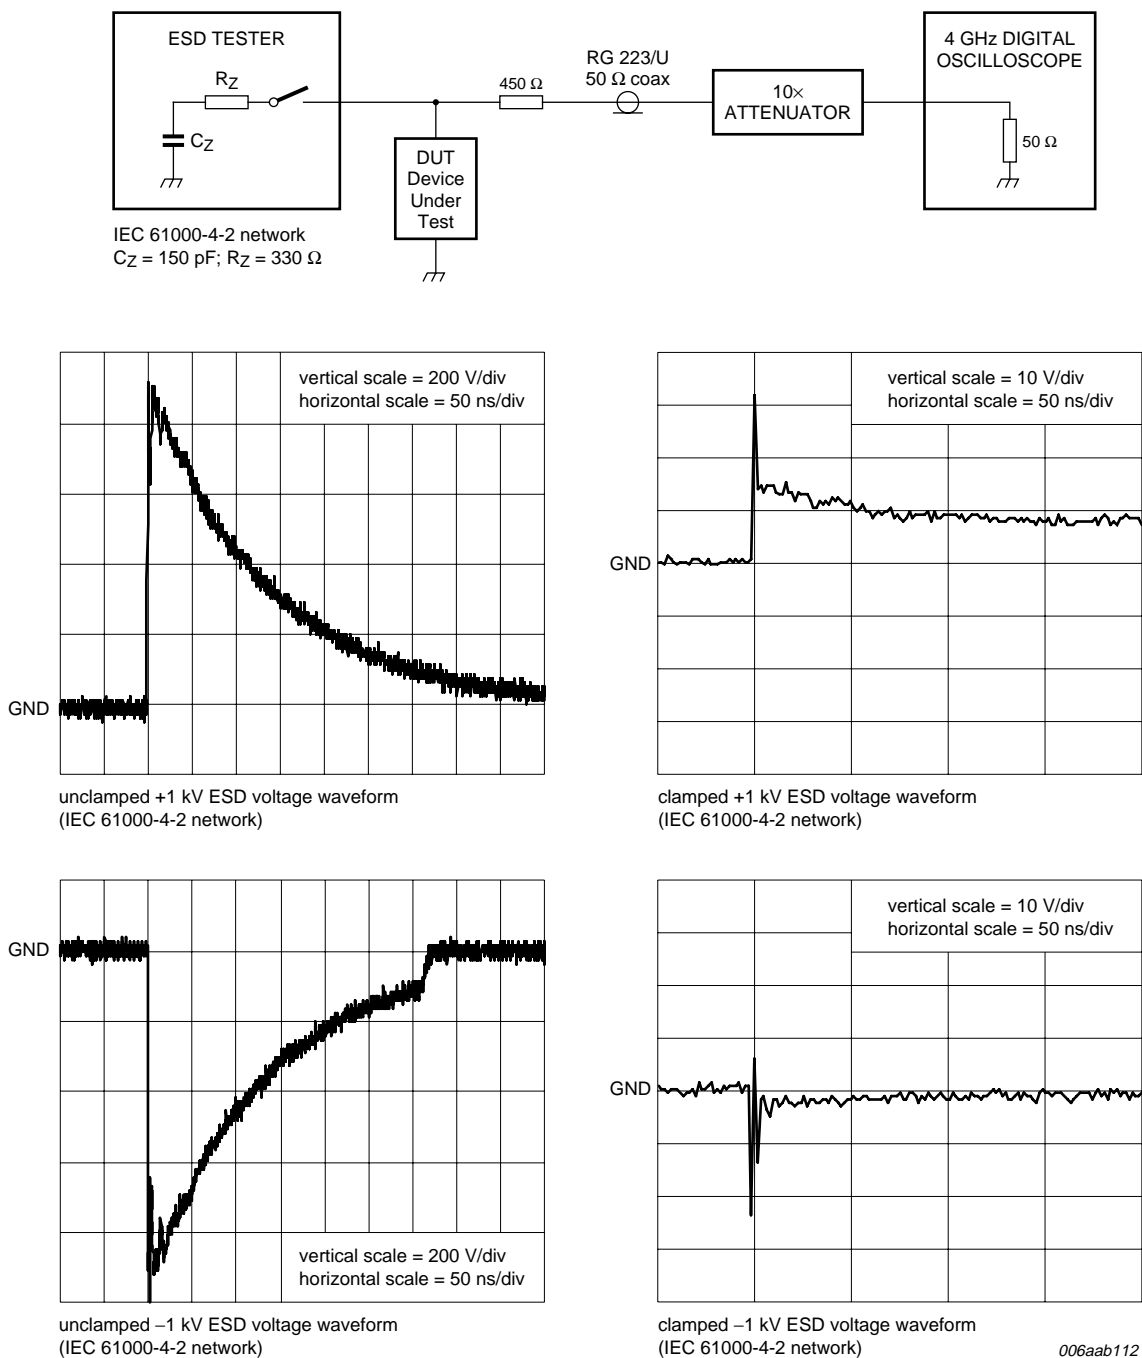 ESD TESTER
RZ
CZ
IEC 61000-4-2 network
CZ = 150 pF; RZ = 330 Ω
DUT
Device
Under
Test
450 Ω
RG 223/U
50 Ω coax
10×
ATTENUATOR
4 GHz DIGITAL
OSCILLOSCOPE
50 Ω
vertical scale = 200 V/div
horizontal scale = 50 ns/div
GND
unclamped +1 kV ESD voltage waveform
(IEC 61000-4-2 network)
vertical scale = 10 V/div
horizontal scale = 50 ns/div
GND
clamped +1 kV ESD voltage waveform
(IEC 61000-4-2 network)
GND
vertical scale = 200 V/div
horizontal scale = 50 ns/div
unclamped −1 kV ESD voltage waveform
(IEC 61000-4-2 network)
vertical scale = 10 V/div
horizontal scale = 50 ns/div
GND
clamped −1 kV ESD voltage waveform
(IEC 61000-4-2 network)
006aab112